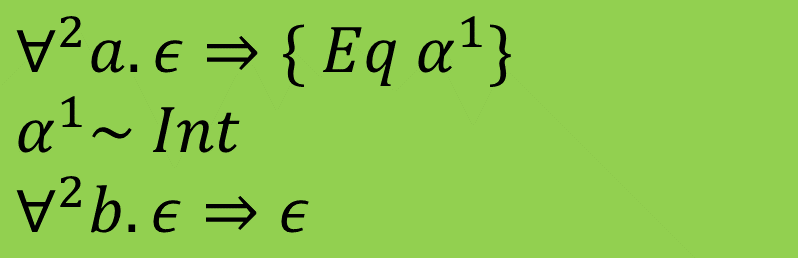 ∀²a. ϵ ⇒ { Eq α¹}
α¹~ Int
∀²b. ϵ ⇒ ϵ